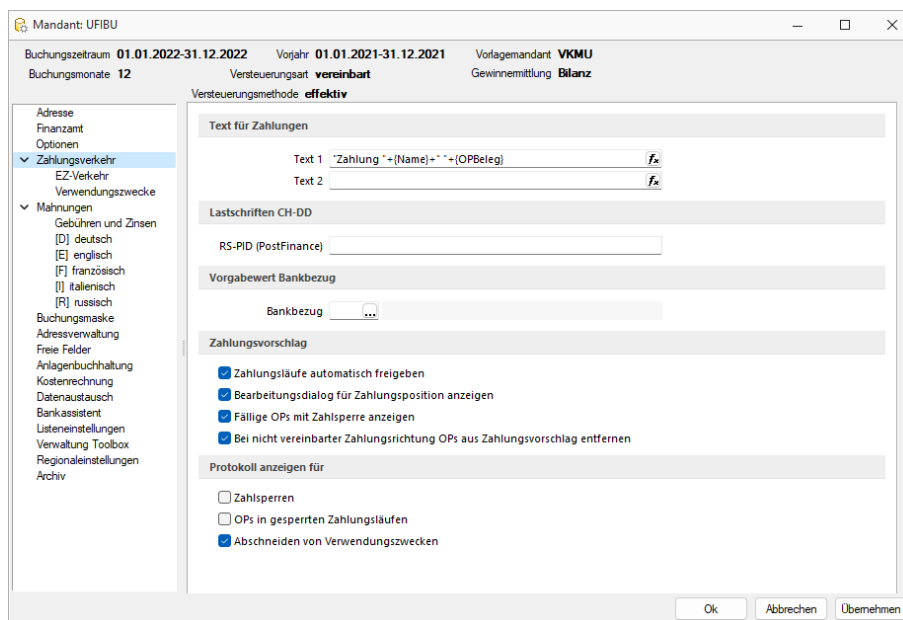 Mandant: UFIBU
Buchungszeitraum 01.01.2022-31.12.2022 Vorjahr 01.01.2021-31.12.2021 Vorlagemandant VKMU
Buchungsmonate 12 Versteuerungsart vereinbart Gewinnermittlung Bilanz
Versteuerungsmethode effektiv
Adresse
Finanzamt
Optionen
Zahlungsverkehr
EZ-Verkehr
Verwendungszwecke
Mahnungen
Gebühren und Zinsen
[D] deutsch
[E] englisch
[F] französisch
[I] italienisch
[R] russisch
Buchungsmaske
Adressverwaltung
Freie Felder
Anlagenbuchhaltung
Kostenrechnung
Datenaustausch
Bankassistent
Listeneinstellungen
Verwaltung Toolbox
Regionaleinstellungen
Archiv
Text für Zahlungen
Text 1 "Zahlung "+{Name}+" "+{OPBeleg} fx
Text 2 fx
Lastschriften CH-DD
RS-PID (PostFinance)
Vorgabewert Bankbezug
Bankbezug ...
Zahlungsvorschlag
Zahlungsläufe automatisch freigeben
Bearbeitungsdialog für Zahlungsposition anzeigen
Fällige OPs mit Zahlsperre anzeigen
Bei nicht vereinbarter Zahlungsrichtung OPs aus Zahlungsvorschlag entfernen
Protokoll anzeigen für
Zahlsperren
OPs in gesperrten Zahlungsläufen
Abschneiden von Verwendungszwecken
Ok Abbrechen Übernehmen